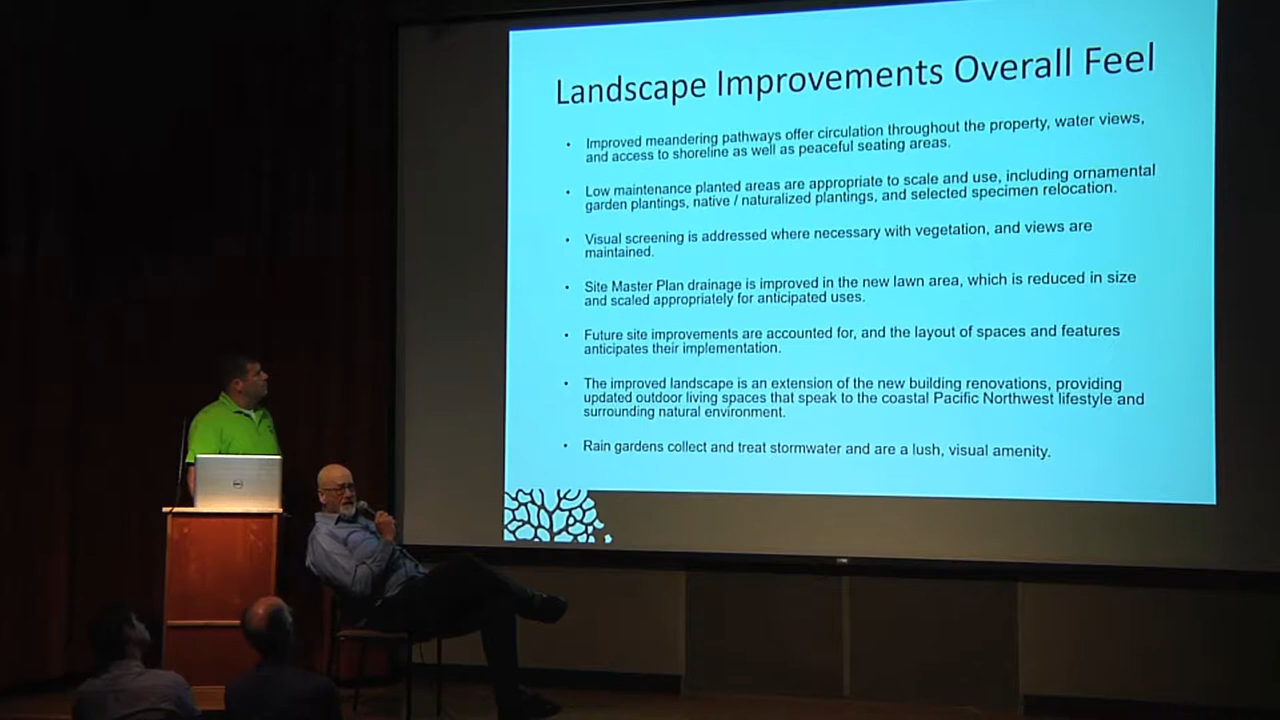 Landscape Improvements Overall Feel
• Improved meandering pathways offer circulation throughout the property, water views,
and access to shoreline as well as peaceful seating areas.
• Low maintenance planted areas are appropriate to scale and use, including ornamental
garden plantings, native / naturalized plantings, and selected specimen relocation.
• Visual screening is addressed where necessary with vegetation, and views are
maintained.
• Site Master Plan drainage is improved in the new lawn area, which is reduced in size
and scaled appropriately for anticipated uses.
• Future site improvements are accounted for, and the layout of spaces and features
anticipates their implementation.
• The improved landscape is an extension of the new building renovations, providing
updated outdoor living spaces that speak to the coastal Pacific Northwest lifestyle and
surrounding natural environment.
• Rain gardens collect and treat stormwater and are a lush, visual amenity.
DELL